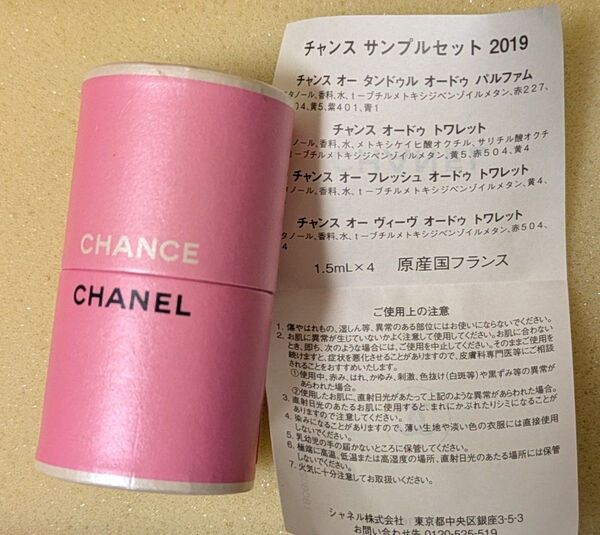 CHANCE
CHANEL
チャンス サンプルセット 2019
チャンス オー タンドゥル オードゥ パルファム
タノール、香料、水、t－ブチルメトキシジベンゾイルメタン、赤227、
04、黄5、紫401、青1
チャンス オードゥ トワレット
ノール、香料、水、メトキシケイヒ酸オクチル、サリチル酸オクチ
ーブチルメトキシジベンゾイルメタン、黄5、赤504、黄4
チャンス オー フレッシュ オードゥ トワレット
ノール、香料、水、t－ブチルメトキシジベンゾイルメタン、黄4、
チャンス オー ヴィーヴ オードゥ トワレット
タノール、香料、水、t－ブチルメトキシジベンゾイルメタン、赤504、
4
1.5mL×4 原産国フランス
ご使用上の注意
1. 傷やはれもの、湿しん等、異常のある部位にはお使いにならないでください。
2. お肌に異常が生じていないかよく注意して使用してください。お肌に合わない
とき、即ち、次のような場合には、ご使用を中止してください。そのままご使用を
続けますと、症状を悪化させることがありますので、皮膚科専門医等にご相談
されることをおすすめいたします。
①使用中、赤み、はれ、かゆみ、刺激、色抜け(白斑等)や黒ずみ等の異常が
あらわれた場合。
②使用したお肌に、直射日光があたって上記のような異常があらわれた場合。
3. 直射日光のあたるお肌に使用すると、まれにかぶれたりシミになることが
ありますので注意してください。
4. 染みになることがありますので、薄い生地や淡い色の衣服には直接使用
しないでください。
5. 乳幼児の手の届かないところに保管してください。
6. 極端に高温、低温または高湿度の場所、直射日光のあたる場所には保管
しないでください。
7. 火気に十分注意してお取扱いください。
シャネル株式会社 東京都中央区銀座3-5-3
お問い合わせ先 0120-525-519